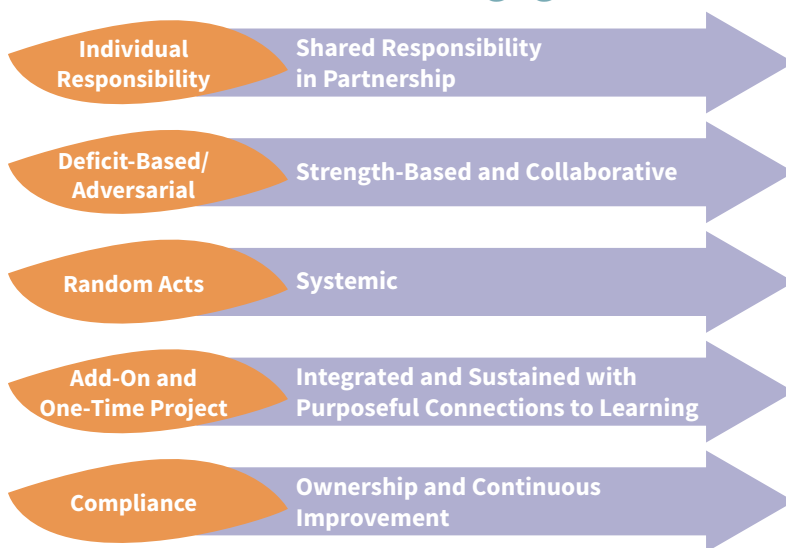 Individual
Responsibility
Shared Responsibility
in Partnership
Deficit-Based/
Adversarial
Strength-Based and Collaborative
Random Acts
Systemic
Add-On and
One-Time Project
Integrated and Sustained with
Purposeful Connections to Learning
Compliance
Ownership and Continuous
Improvement